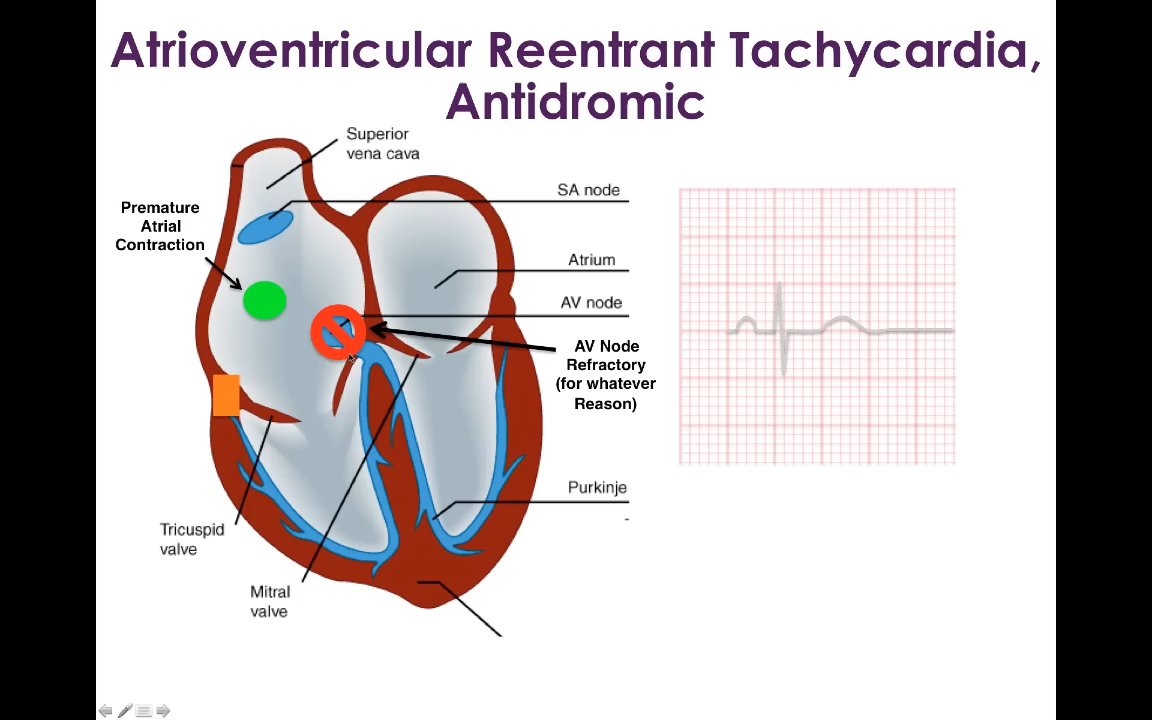 Atrioventricular Reentrant Tachycardia,
Antidromic
Superior
vena cava
SA node
Premature
Atrial
Contraction
Atrium
AV node
AV Node
Refractory
(for whatever
Reason)
Purkinje
Tricuspid
valve
Mitral
valve